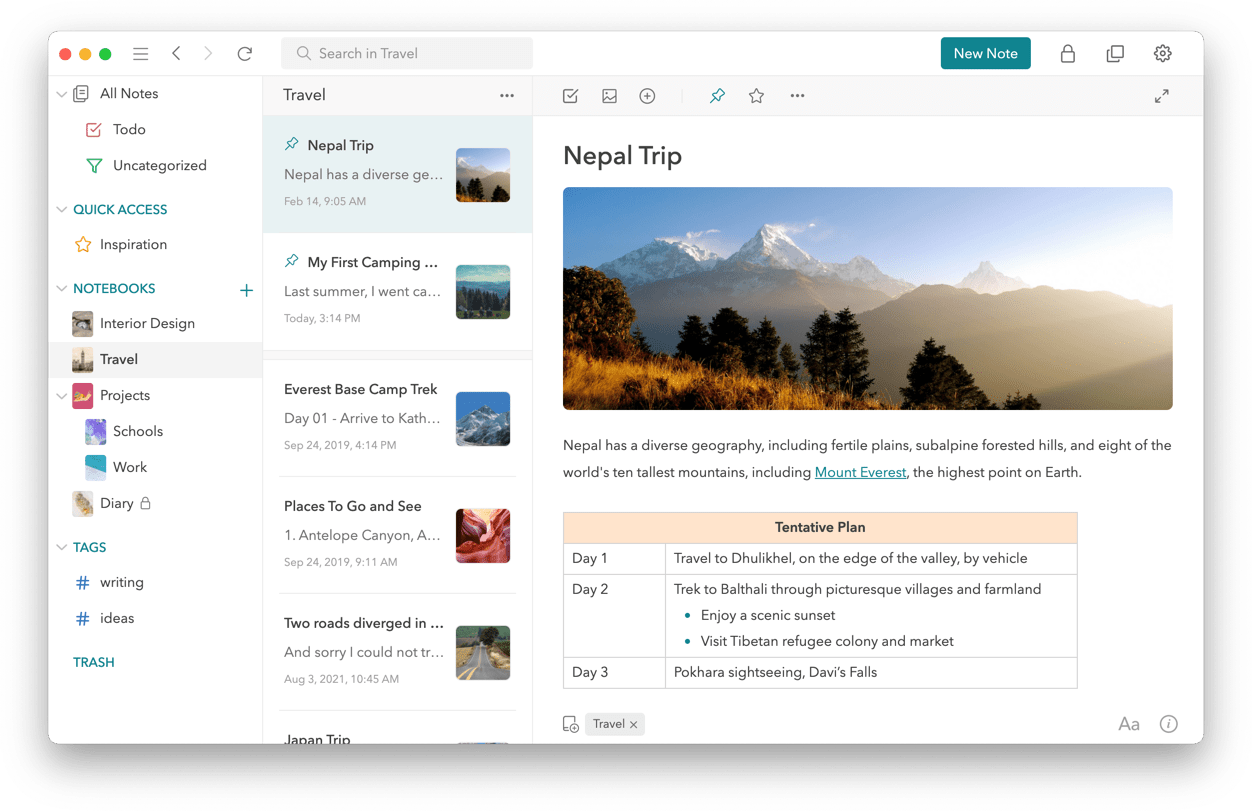 Search in Travel
New Note
All Notes
Todo
Uncategorized
QUICK ACCESS
Inspiration
NOTEBOOKS
Interior Design
Travel
Projects
Schools
Work
Diary
TAGS
# writing
# ideas
TRASH
Travel
Nepal Trip
Nepal has a diverse ge...
Feb 14, 9:05 AM
My First Camping ...
Last summer, I went ca...
Today, 3:14 PM
Everest Base Camp Trek
Day 01 - Arrive to Kath...
Sep 24, 2019, 4:14 PM
Places To Go and See
1. Antelope Canyon, A...
Sep 24, 2019, 9:11 AM
Two roads diverged in ...
And sorry I could not tr...
Aug 3, 2021, 10:45 AM
Japan Trip
Nepal Trip
Nepal has a diverse geography, including fertile plains, subalpine forested hills, and eight of the
world's ten tallest mountains, including Mount Everest, the highest point on Earth.
Tentative Plan
Day 1 Travel to Dhulikhel, on the edge of the valley, by vehicle
Day 2 Trek to Balthali through picturesque villages and farmland
• Enjoy a scenic sunset
• Visit Tibetan refugee colony and market
Day 3 Pokhara sightseeing, Davi's Falls
Travel ×
Aa